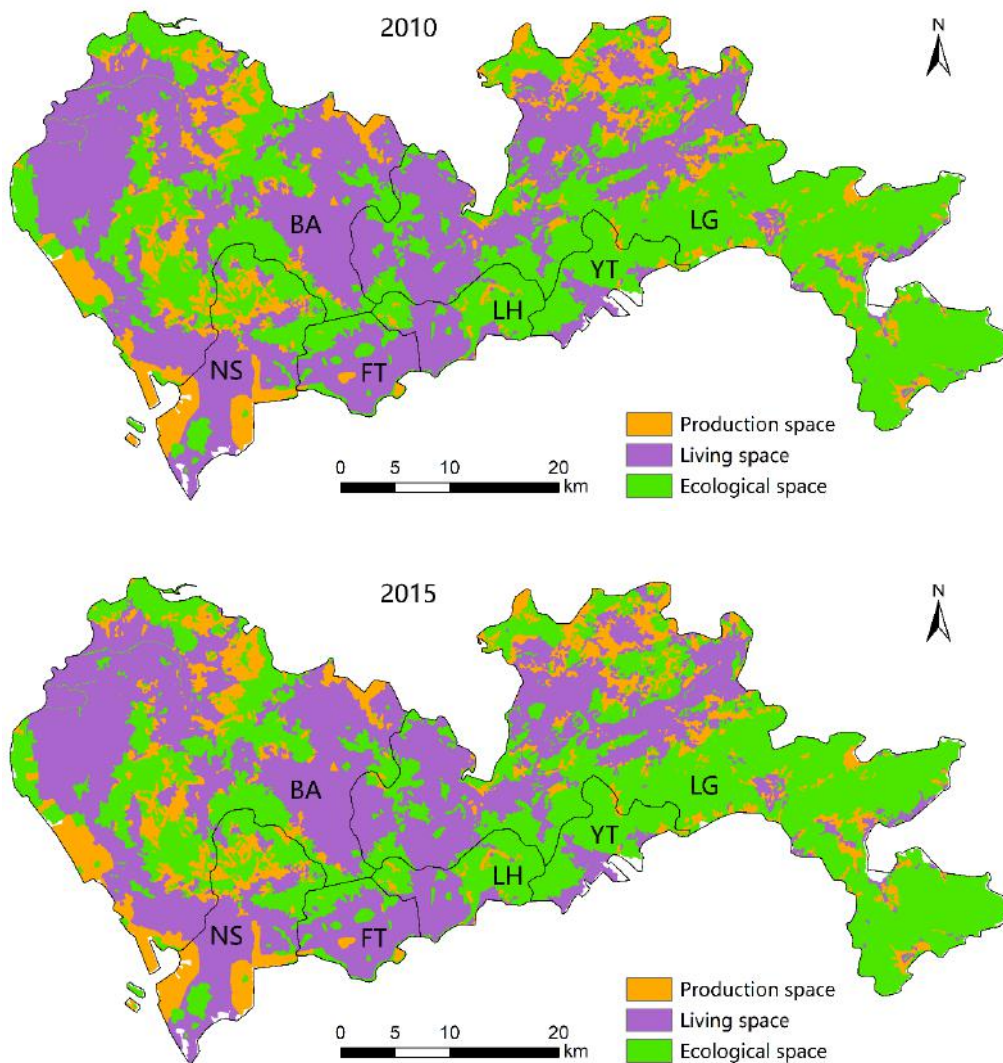 2010
N
BA
LG
YT
LH
NS
FT
Production space
Living space
Ecological space
0 5 10 20
km
2015
N
BA
LG
YT
LH
NS
FT
Production space
Living space
Ecological space
0 5 10 20
km